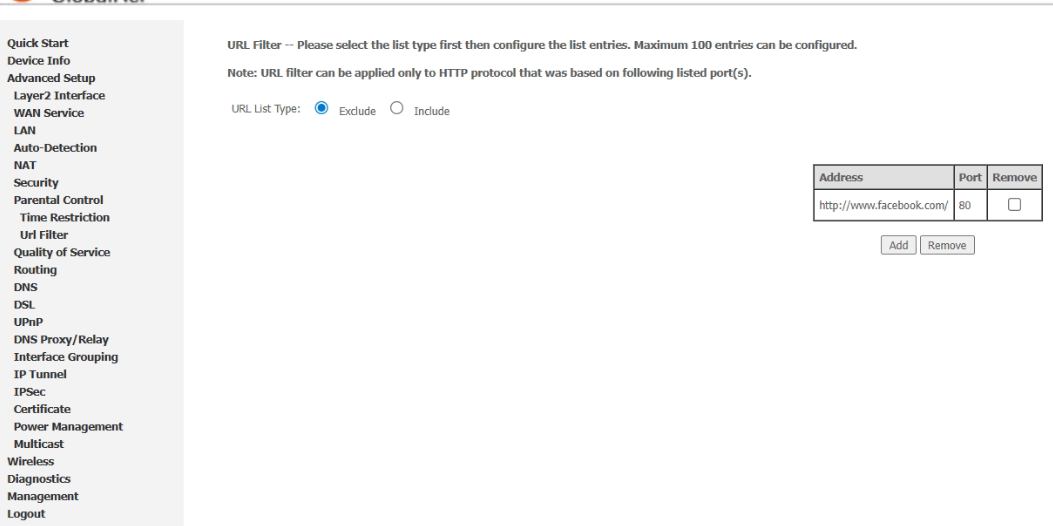 Quick Start
Device Info
Advanced Setup
Layer2 Interface
WAN Service
LAN
Auto-Detection
NAT
Security
Parental Control
Time Restriction
Url Filter
Quality of Service
Routing
DNS
DSL
UPnP
DNS Proxy/Relay
Interface Grouping
IP Tunnel
IPSec
Certificate
Power Management
Multicast
Wireless
Diagnostics
Management
Logout
URL Filter -- Please select the list type first then configure the list entries. Maximum 100 entries can be configured.
Note: URL filter can be applied only to HTTP protocol that was based on following listed port(s).
URL List Type: Exclude Include
Address Port Remove
http://www.facebook.com/ 80
Add Remove